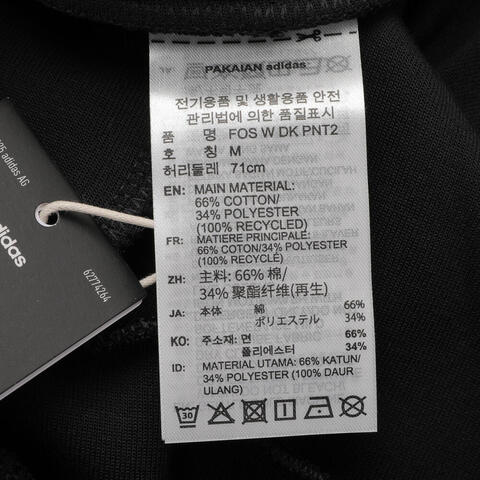 PAKAIAN adidas
전기용품 및 생활용품 안전
관리법에 의한 품질표시
품 명 FOS W DK PNT2
호 칭 M
허리둘레 71cm
EN: MAIN MATERIAL:
66% COTTON/
34% POLYESTER
(100% RECYCLED)
FR: MATIERE PRINCIPALE:
66% COTON/34% POLYESTER
(100% RECYCLÉ)
ZH: 主料: 66% 棉/
34% 聚酯纤维(再生)
JA: 本体 綿 66%
ポリエステル 34%
KO: 주소재: 면 66%
폴리에스터 34%
ID: MATERIAL UTAMA: 66% KATUN/
34% POLYESTER (100% DAUR
ULANG)
30
adidas AG
adidas
62774264